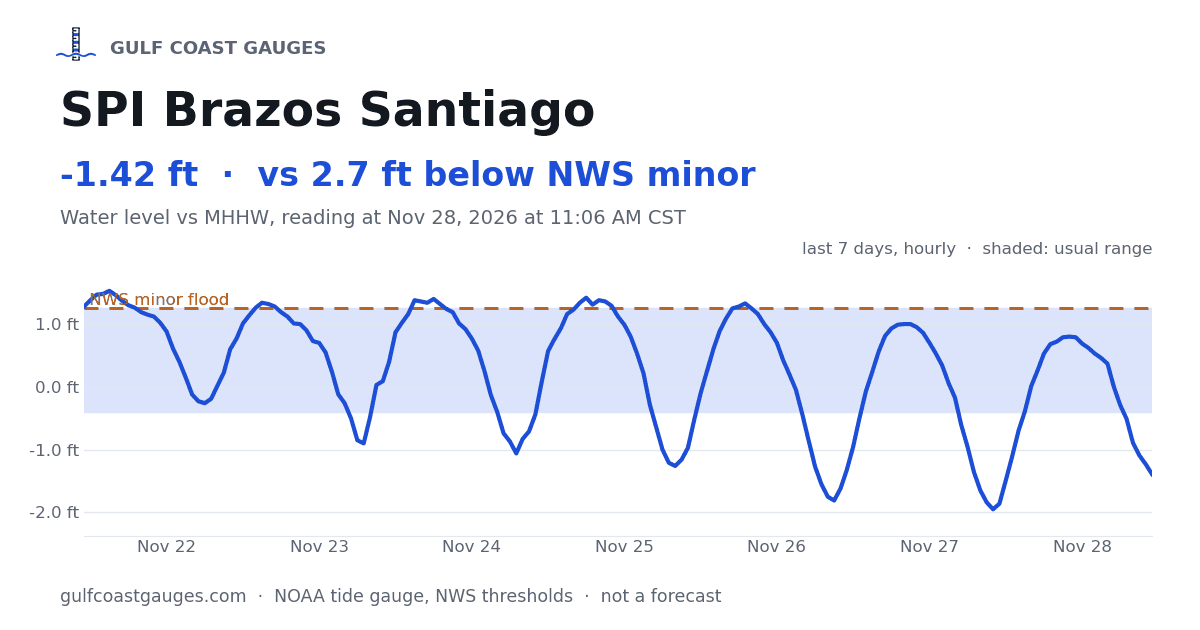 GULF COAST GAUGES
SPI Brazos Santiago
-1.42 ft · vs 2.7 ft below NWS minor
Water level vs MHHW, reading at Nov 28, 2026 at 11:06 AM CST
last 7 days, hourly · shaded: usual range
NWS minor flood
1.0 ft
0.0 ft
-1.0 ft
-2.0 ft
Nov 22 Nov 23 Nov 24 Nov 25 Nov 26 Nov 27 Nov 28
gulfcoastgauges.com · NOAA tide gauge, NWS thresholds · not a forecast